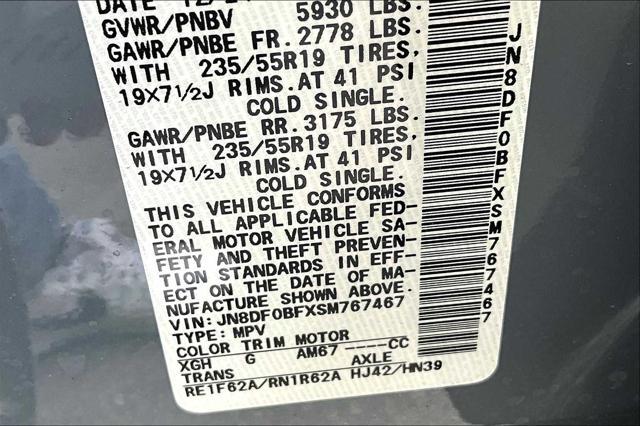 DATE 12/24
GVWR/PNBV 5930 LBS.
GAWR/PNBE FR. 2778 LBS.
WITH 235/55R19 TIRES,
19X7½J RIMS. AT 41 PSI
COLD SINGLE.
GAWR/PNBE RR. 3175 LBS.
WITH 235/55R19 TIRES,
19X7½J RIMS. AT 41 PSI
COLD SINGLE.
THIS VEHICLE CONFORMS
TO ALL APPLICABLE FED-
ERAL MOTOR VEHICLE SA-
FETY AND THEFT PREVEN-
TION STANDARDS IN EFF-
ECT ON THE DATE OF MA-
NUFACTURE SHOWN ABOVE.
VIN: JN8DF0BFXSM767467
TYPE: MPV
COLOR TRIM MOTOR
XGH G AM67 ----CC
TRANS AXLE
RE1F62A/RN1R62A HJ42/HN39
JN8DF0BFXSM767467